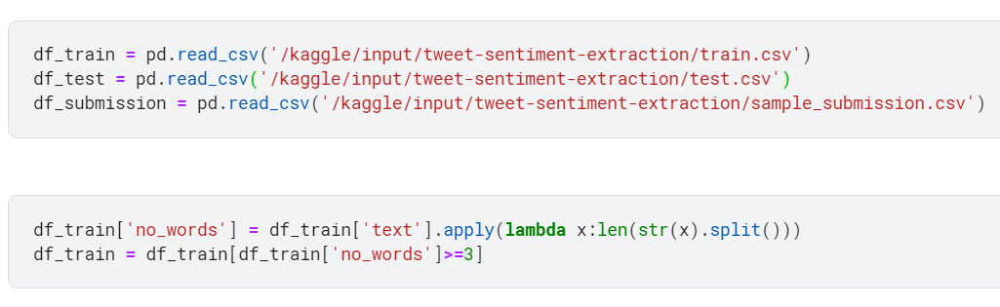 df_train = pd.read_csv('/kaggle/input/tweet-sentiment-extraction/train.csv')
df_test = pd.read_csv('/kaggle/input/tweet-sentiment-extraction/test.csv')
df_submission = pd.read_csv('/kaggle/input/tweet-sentiment-extraction/sample_submission.csv')
df_train['no_words'] = df_train['text'].apply(lambda x:len(str(x).split()))
df_train = df_train[df_train['no_words']>=3]